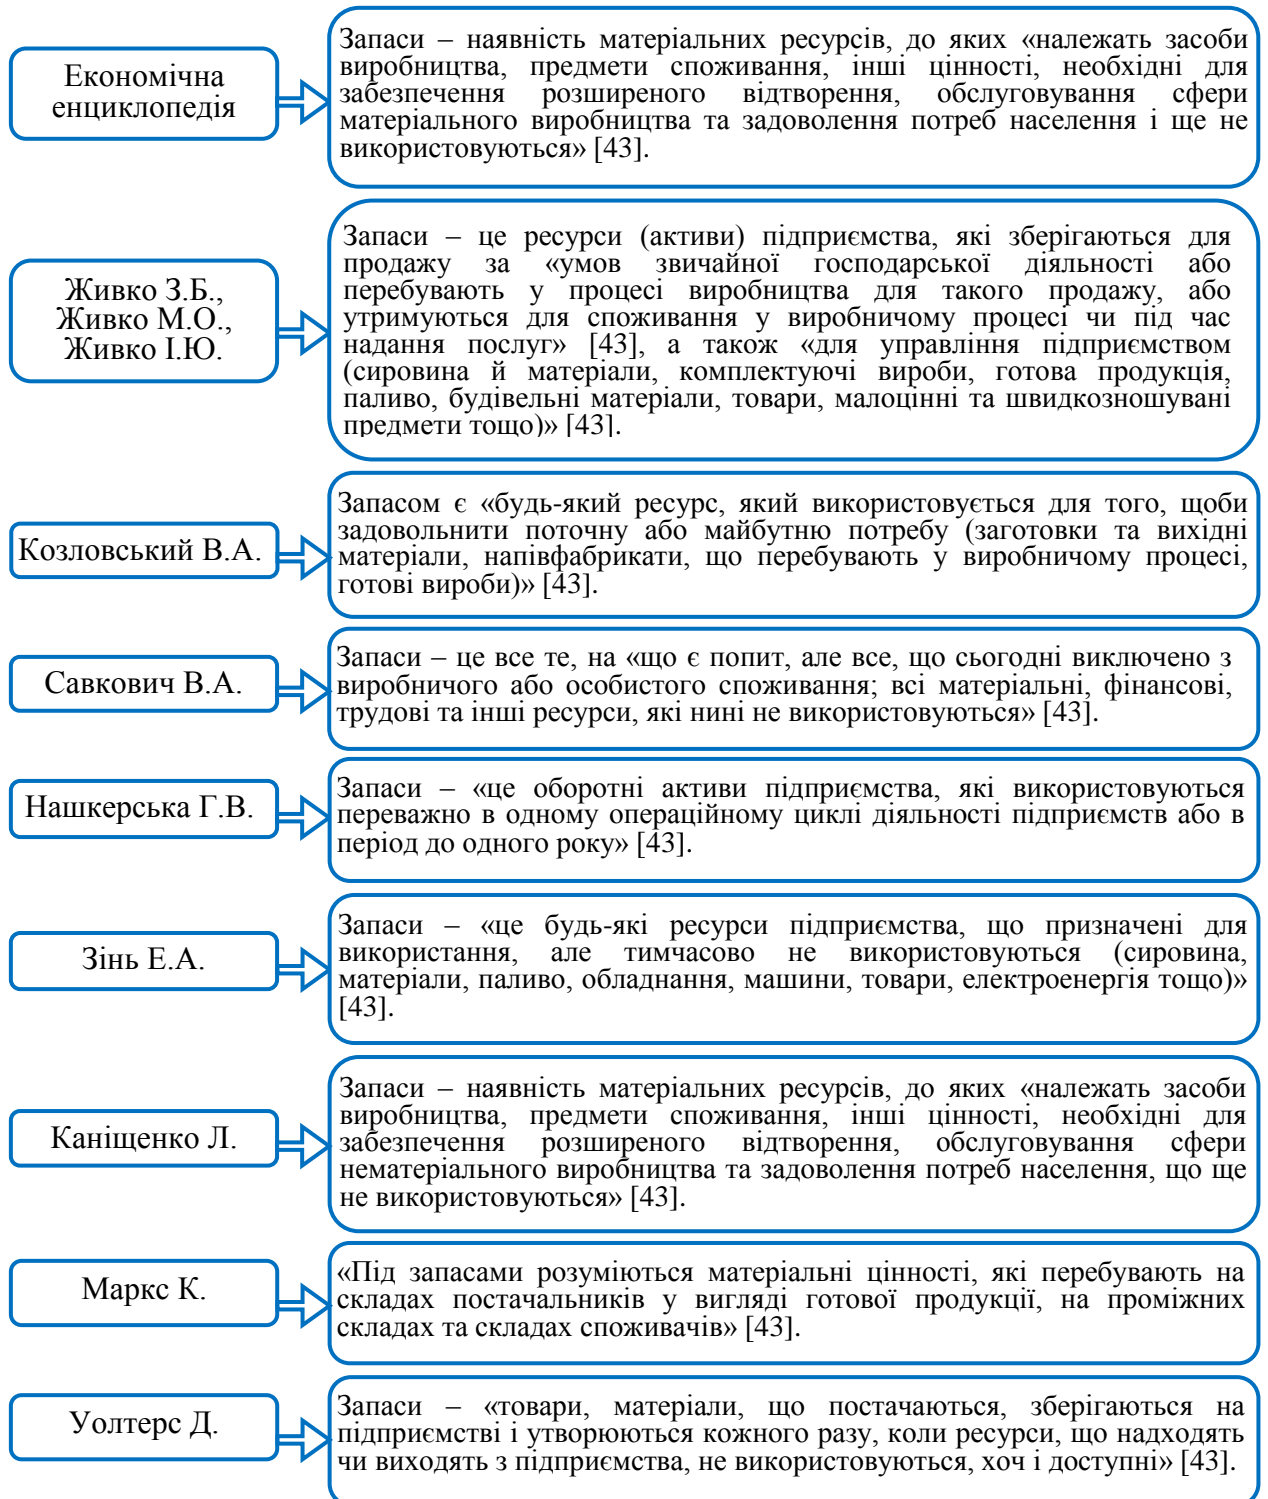 Економічна
енциклопедія
Запаси – наявність матеріальних ресурсів, до яких «належать засоби
виробництва, предмети споживання, інші цінності, необхідні для
забезпечення розширеного відтворення, обслуговування сфери
матеріального виробництва та задоволення потреб населення і ще не
використовуються» [43].
Живко З.Б.,
Живко М.О.,
Живко І.Ю.
Запаси – це ресурси (активи) підприємства, які зберігаються для
продажу за «умов звичайної господарської діяльності або
перебувають у процесі виробництва для такого продажу, або
утримуються для споживання у виробничому процесі чи під час
надання послуг» [43], а також «для управління підприємством
(сировина й матеріали, комплектуючі вироби, готова продукція,
паливо, будівельні матеріали, товари, малоцінні та швидкозношувані
предмети тощо)» [43].
Козловський В.А.
Запасом є «будь-який ресурс, який використовується для того, щоби
задовольнити поточну або майбутню потребу (заготовки та вихідні
матеріали, напівфабрикати, що перебувають у виробничому процесі,
готові вироби)» [43].
Савкович В.А.
Запаси – це все те, на «що є попит, але все, що сьогодні виключено з
виробничого або особистого споживання; всі матеріальні, фінансові,
трудові та інші ресурси, які нині не використовуються» [43].
Нашкерська Г.В.
Запаси – «це оборотні активи підприємства, які використовуються
переважно в одному операційному циклі діяльності підприємств або в
період до одного року» [43].
Зінь Е.А.
Запаси – «це будь-які ресурси підприємства, що призначені для
використання, але тимчасово не використовуються (сировина,
матеріали, паливо, обладнання, машини, товари, електроенергія тощо)»
[43].
Каніщенко Л.
Запаси – наявність матеріальних ресурсів, до яких «належать засоби
виробництва, предмети споживання, інші цінності, необхідні для
забезпечення розширеного відтворення, обслуговування сфери
нематеріального виробництва та задоволення потреб населення, що ще
не використовуються» [43].
Маркс К.
«Під запасами розуміються матеріальні цінності, які перебувають на
складах постачальників у вигляді готової продукції, на проміжних
складах та складах споживачів» [43].
Уолтерс Д.
Запаси – «товари, матеріали, що постачаються, зберігаються на
підприємстві і утворюються кожного разу, коли ресурси, що надходять
чи виходять з підприємства, не використовуються, хоч і доступні» [43].